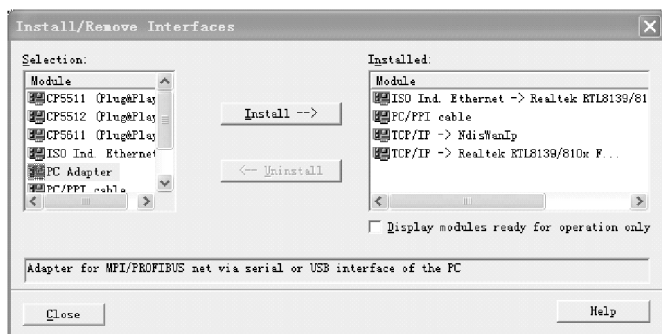 Install/Remove Interfaces
Selection:
Module
CP5511 (Plug&Play
CP5512 (Plug&Play
CP5611 (Plug&Play
ISO Ind. Ethernet
PC Adapter
PC/PPI cable
Install -->
<-- Uninstall
Installed:
Module
ISO Ind. Ethernet -> Realtek RTL8139/81
PC/PPI cable
TCP/IP -> NdisWanIp
TCP/IP -> Realtek RTL8139/810x F...
Display modules ready for operation only
Adapter for MPI/PROFIBUS net via serial or USB interface of the PC
Close
Help